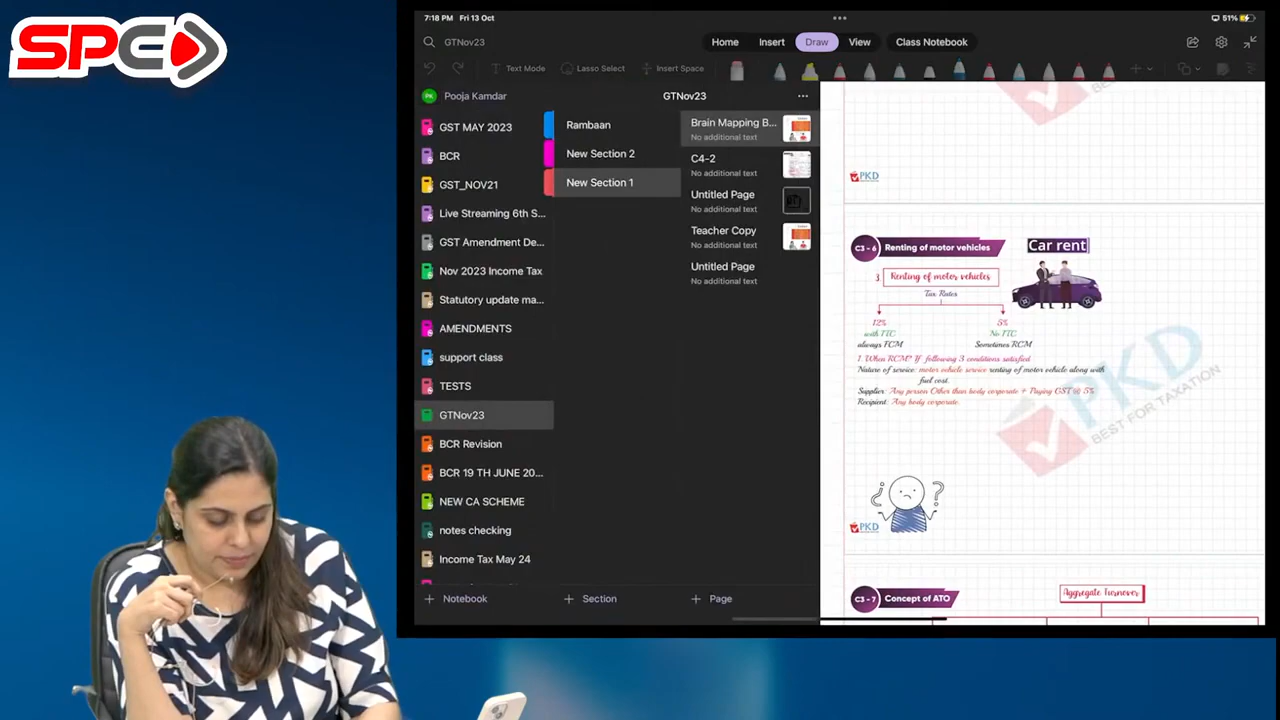 SPC
7:18 PM Fri 13 Oct
51%
GTNov23
Home Insert Draw View Class Notebook
Text Mode Lasso Select Insert Space
PK Pooja Kamdar
GST MAY 2023
BCR
GST_NOV21
Live Streaming 6th S...
GST Amendment De...
Nov 2023 Income Tax
Statutory update ma...
AMENDMENTS
support class
TESTS
GTNov23
BCR Revision
BCR 19 TH JUNE 20...
NEW CA SCHEME
notes checking
Income Tax May 24
+ Notebook
Rambaan
New Section 2
New Section 1
+ Section
GTNov23
Brain Mapping B...
No additional text
C4-2
No additional text
Untitled Page
No additional text
Teacher Copy
No additional text
Untitled Page
No additional text
+ Page
PKD
C3 - 6 Renting of motor vehicles
Car rent
3. Renting of motor vehicles
Tax Rates
12% 5%
with ITC No ITC
always FCM Sometimes RCM
1. When RCM? If following 3 conditions satisfied
Nature of service: motor vehicle service renting of motor vehicle along with
fuel cost.
Supplier: Any person Other than body corporate + Paying GST @ 5%
Recipient: Any body corporate.
PKD
BEST FOR TAXATION
? ?
PKD
C3 - 7 Concept of ATO
Aggregate Turnover